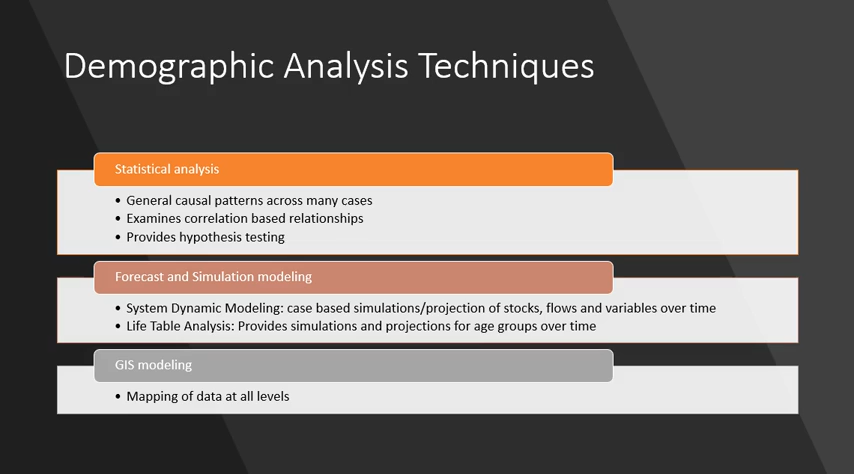 Demographic Analysis Techniques
Statistical analysis
• General causal patterns across many cases
• Examines correlation based relationships
• Provides hypothesis testing
Forecast and Simulation modeling
• System Dynamic Modeling: case based simulations/projection of stocks, flows and variables over time
• Life Table Analysis: Provides simulations and projections for age groups over time
GIS modeling
• Mapping of data at all levels